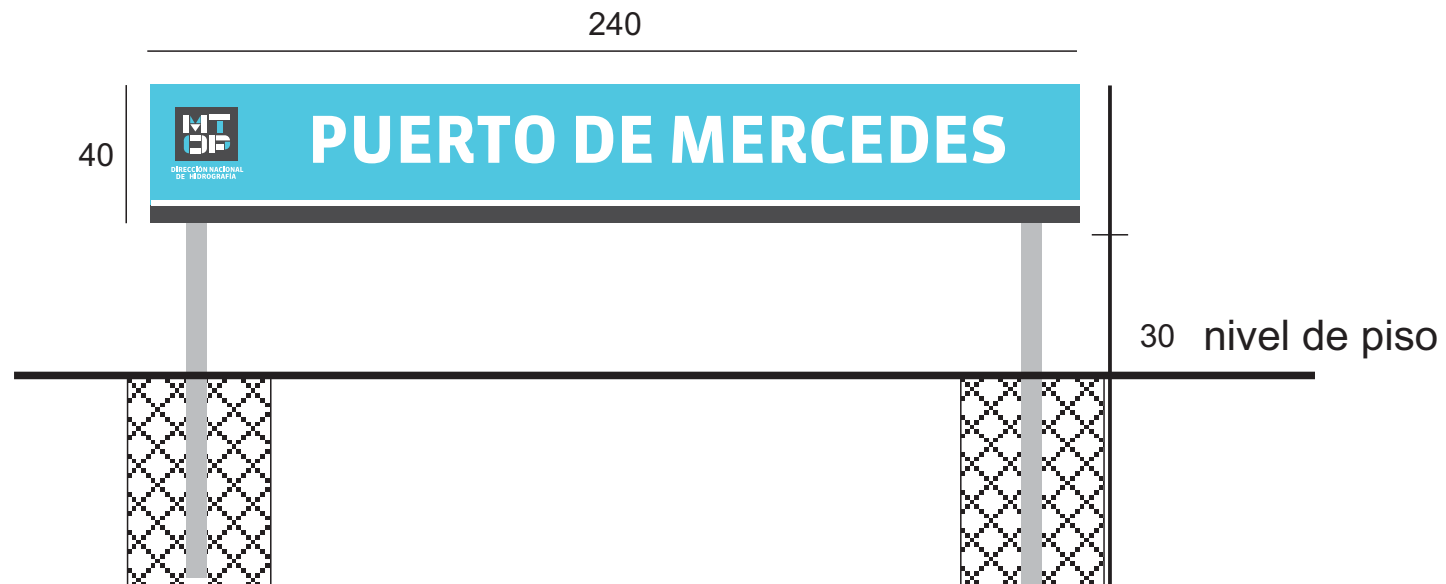 240
40
MT
OP
DIRECCIÓN NACIONAL
DE HIDROGRAFÍA
PUERTO DE MERCEDES
30 nivel de piso